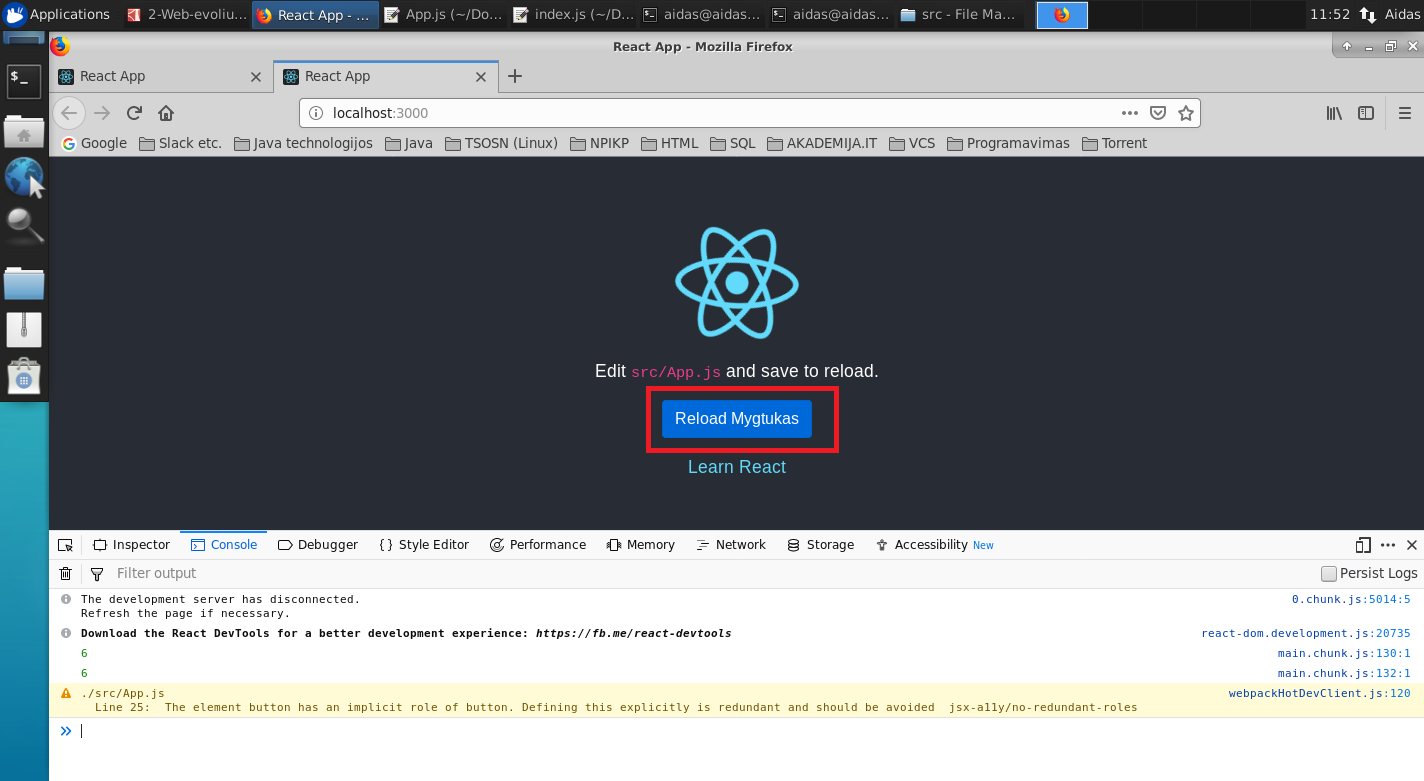 Applications
2-Web-evoliu...
React App - ...
App.js (~/Do...
index.js (~/D...
aidas@aidas...
aidas@aidas...
src - File Ma...
11:52
Aidas
React App - Mozilla Firefox
React App
React App
localhost:3000
Google
Slack etc.
Java technologijos
Java
TSOSN (Linux)
NPIKP
HTML
SQL
AKADEMIJA.IT
VCS
Programavimas
Torrent
Edit src/App.js and save to reload.
Reload Mygtukas
Learn React
Inspector
Console
Debugger
{ } Style Editor
Performance
Memory
Network
Storage
Accessibility New
Filter output
Persist Logs
The development server has disconnected. 0.chunk.js:5014:5
Refresh the page if necessary.
Download the React DevTools for a better development experience: https://fb.me/react-devtools react-dom.development.js:20735
6 main.chunk.js:130:1
6 main.chunk.js:132:1
./src/App.js webpackHotDevClient.js:120
Line 25:  The element button has an implicit role of button. Defining this explicitly is redundant and should be avoided  jsx-a11y/no-redundant-roles